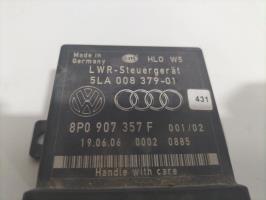 Made in
Germany
HLD W5
LWR-Steuergerät
5LA 008 379-01
431
8P0 907 357 F 001/02
19.06.06 0002 0885
Handle with care